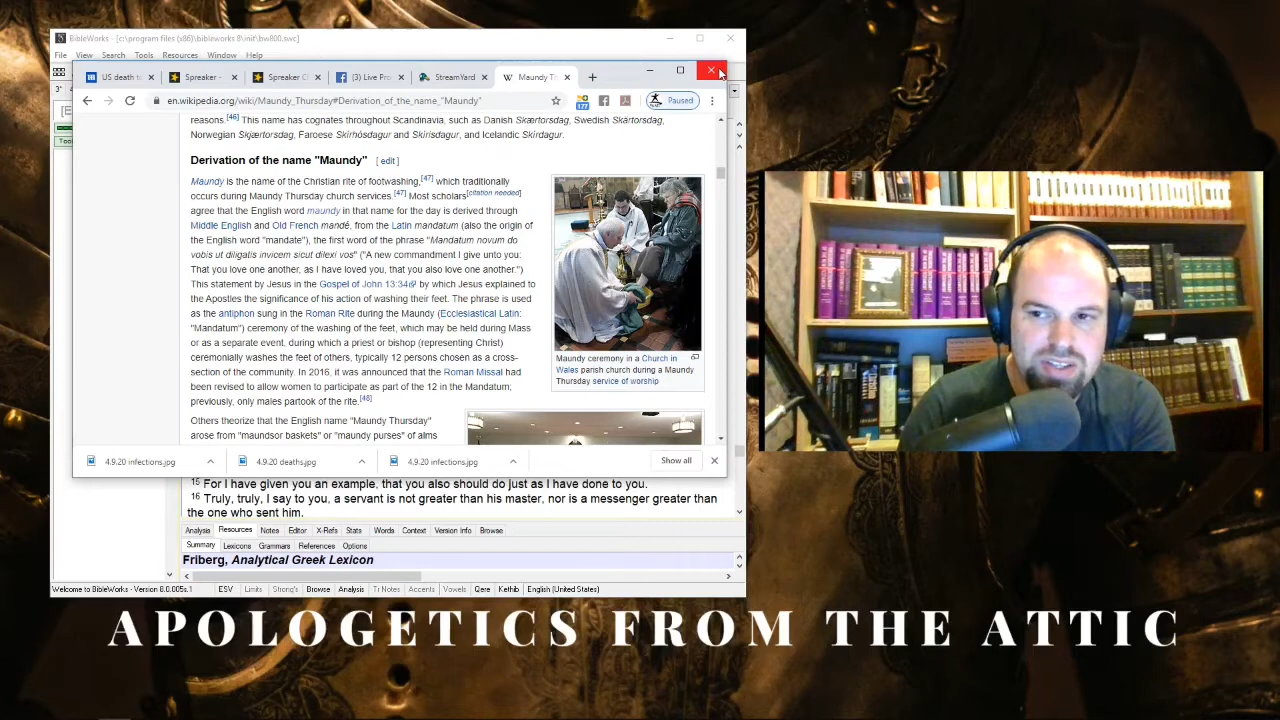 BibleWorks - [c:\program files (x86)\bibleworks 8\init\bw800.swc]
File View Search Tools Resources Window Help
US death to Spreaker - Spreaker C (3) Live Pro StreamYard Maundy Th
en.wikipedia.org/wiki/Maundy_Thursday#Derivation_of_the_name_"Maundy"
177
Paused
reasons.[46] This name has cognates throughout Scandinavia, such as Danish Skærtorsdag, Swedish Skärtorsdag,
Norwegian Skjærtorsdag, Faroese Skírhósdagur and Skírisdagur, and Icelandic Skírdagur.
Derivation of the name "Maundy" [ edit ]
Maundy is the name of the Christian rite of footwashing,[47] which traditionally
occurs during Maundy Thursday church services.[47] Most scholars[citation needed]
agree that the English word maundy in that name for the day is derived through
Middle English and Old French mandé, from the Latin mandatum (also the origin of
the English word "mandate"), the first word of the phrase "Mandatum novum do
vobis ut diligatis invicem sicut dilexi vos" ("A new commandment I give unto you:
That you love one another, as I have loved you, that you also love one another.")
This statement by Jesus in the Gospel of John 13:34 by which Jesus explained to
the Apostles the significance of his action of washing their feet. The phrase is used
as the antiphon sung in the Roman Rite during the Maundy (Ecclesiastical Latin:
"Mandatum") ceremony of the washing of the feet, which may be held during Mass
or as a separate event, during which a priest or bishop (representing Christ)
ceremonially washes the feet of others, typically 12 persons chosen as a cross-
section of the community. In 2016, it was announced that the Roman Missal had
been revised to allow women to participate as part of the 12 in the Mandatum;
previously, only males partook of the rite.[48]
Maundy ceremony in a Church in
Wales parish church during a Maundy
Thursday service of worship
Others theorize that the English name "Maundy Thursday"
arose from "maundsor baskets" or "maundy purses" of alms
4.9.20 infections.jpg 4.9.20 deaths.jpg 4.9.20 infections.jpg Show all
15 For I have given you an example, that you also should do just as I have done to you.
16 Truly, truly, I say to you, a servant is not greater than his master, nor is a messenger greater than
the one who sent him.
Analysis Resources Notes Editor X-Refs Stats Words Context Version Info Browse
Summary Lexicons Grammars References Options
Friberg, Analytical Greek Lexicon
Welcome to BibleWorks - Version 8.0.005s.1 ESV Limits Strong's Browse Analysis Tr Notes Accents Vowels Qere Kethib English (United States)
APOLOGETICS FROM THE ATTIC